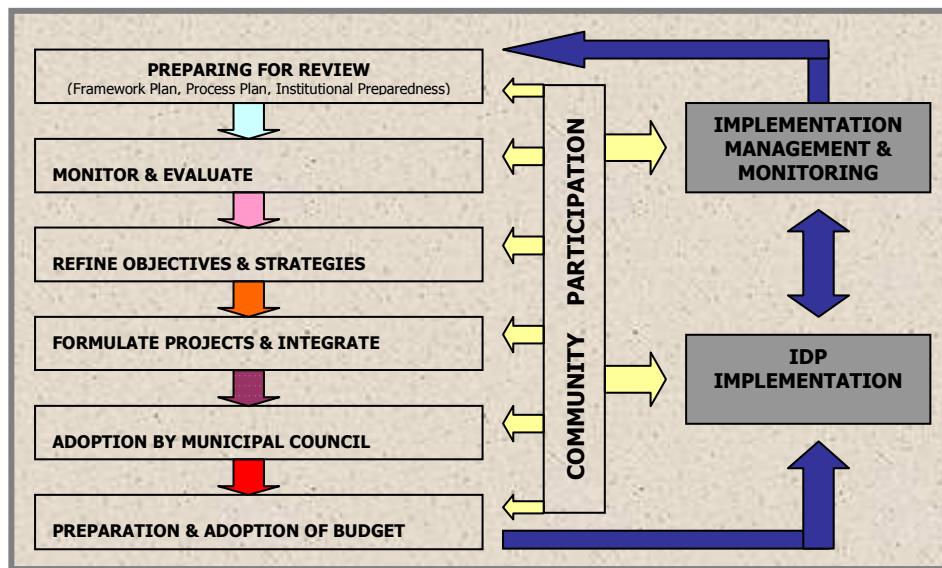 PREPARING FOR REVIEW
(Framework Plan, Process Plan, Institutional Preparedness)
MONITOR & EVALUATE
REFINE OBJECTIVES & STRATEGIES
FORMULATE PROJECTS & INTEGRATE
ADOPTION BY MUNICIPAL COUNCIL
PREPARATION & ADOPTION OF BUDGET
COMMUNITY PARTICIPATION
IMPLEMENTATION
MANAGEMENT &
MONITORING
IDP
IMPLEMENTATION